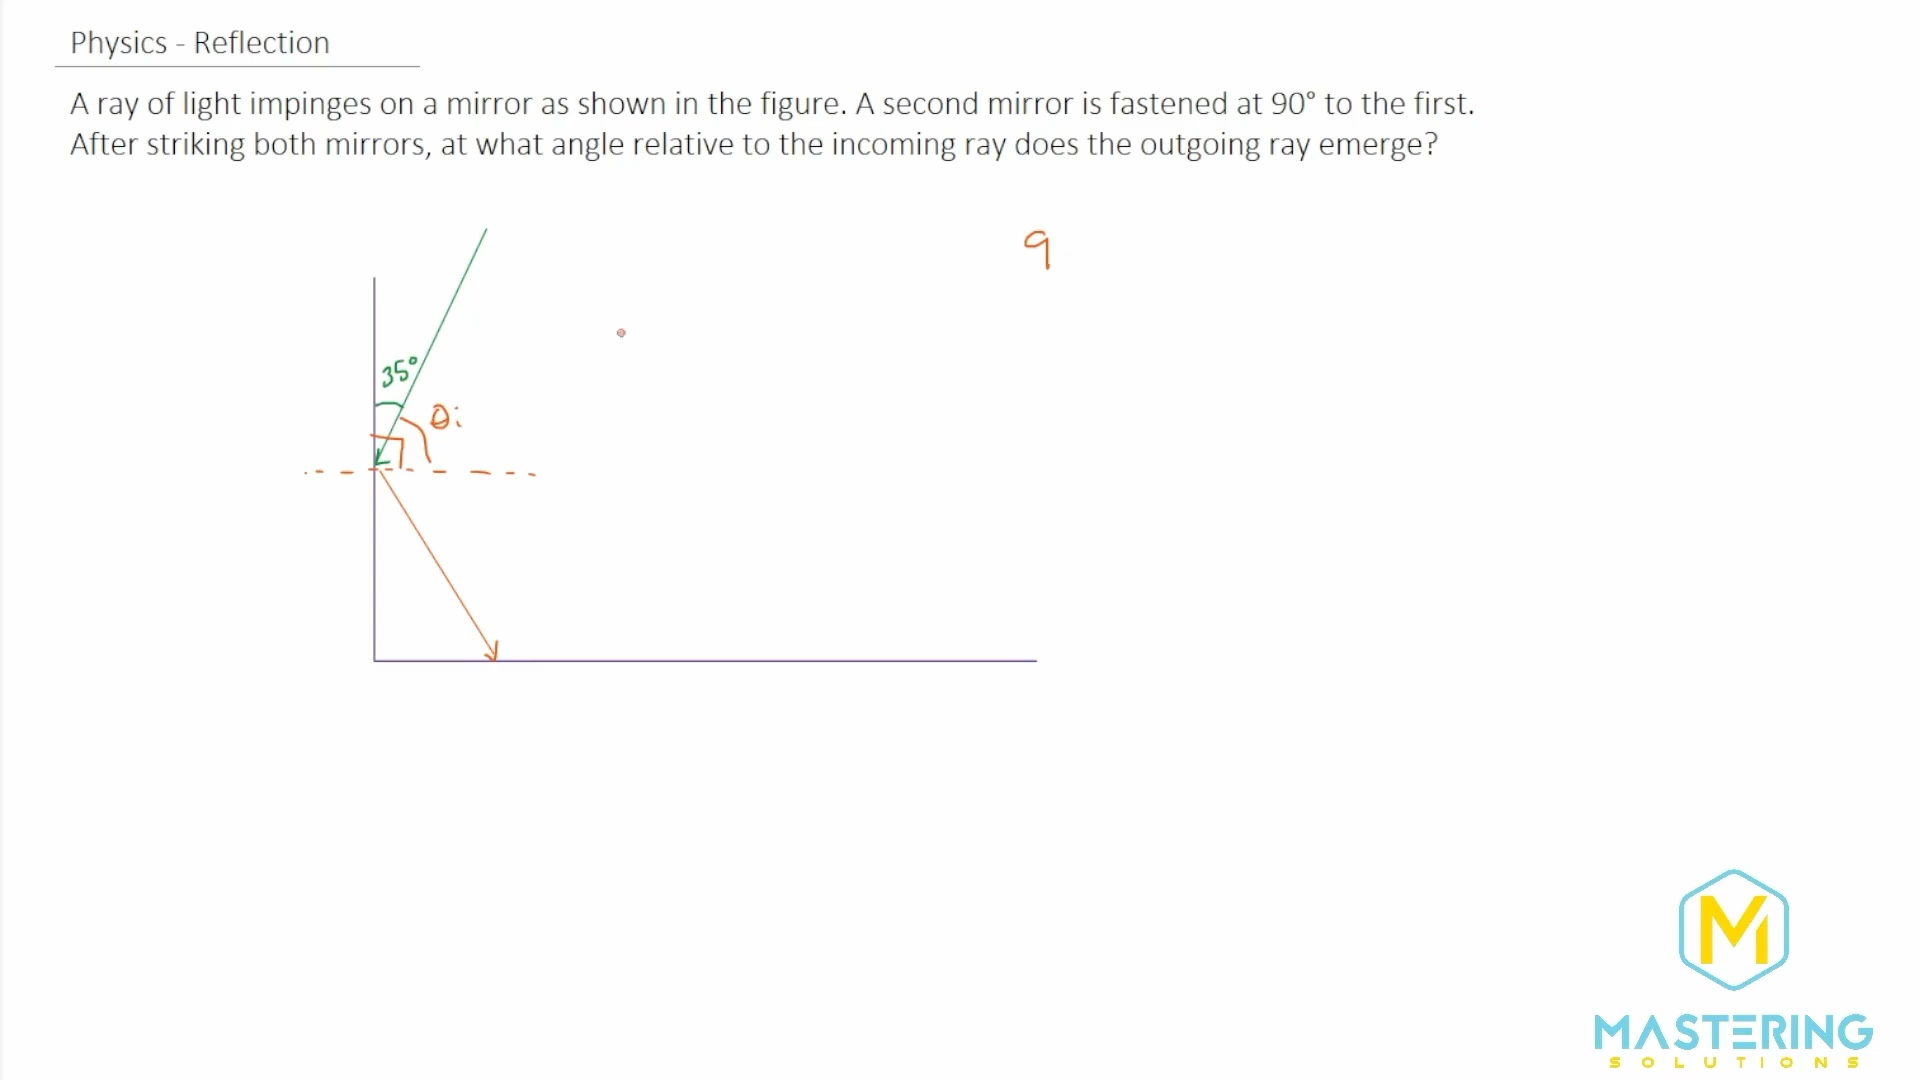 Physics - Reflection
A ray of light impinges on a mirror as shown in the figure. A second mirror is fastened at 90° to the first.
After striking both mirrors, at what angle relative to the incoming ray does the outgoing ray emerge?
9
35°
θi
M
MASTERING
SOLUTIONS